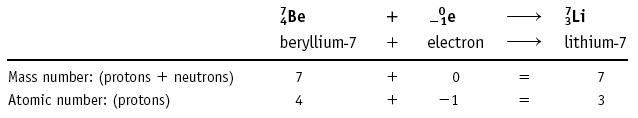 ⁷₄Be + ⁰₋₁e ⟶ ⁷₃Li
beryllium-7 + electron ⟶ lithium-7
Mass number: (protons + neutrons) 7 + 0 = 7
Atomic number: (protons) 4 + −1 = 3